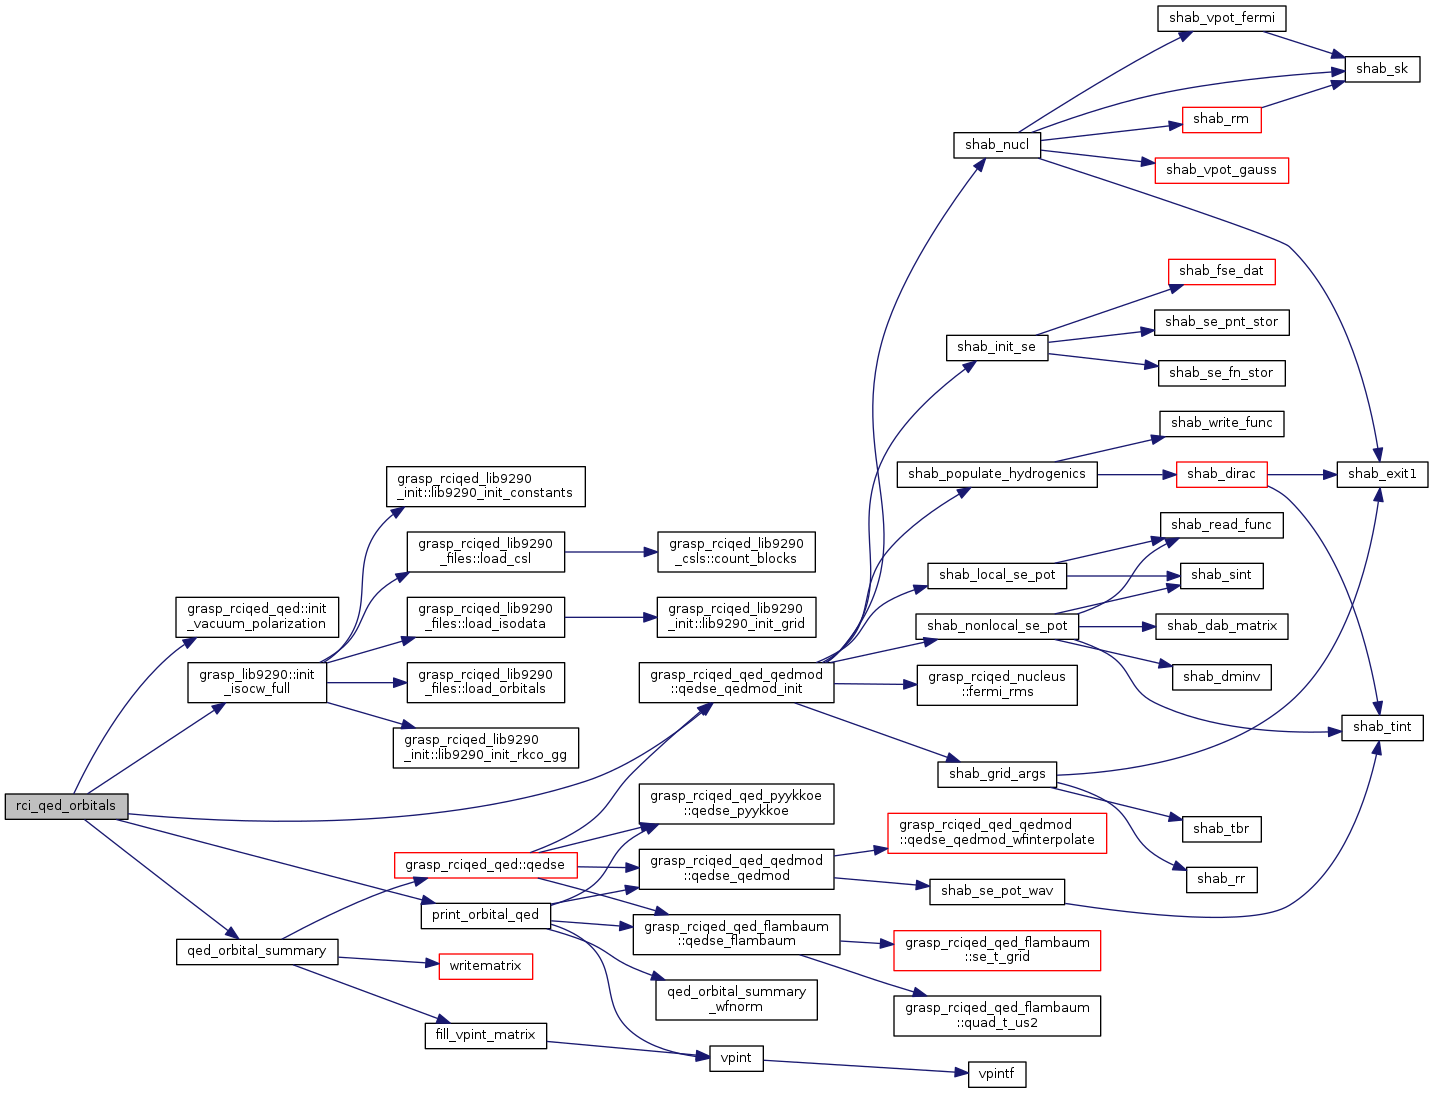 shab_vpot_fermi
shab_sk
shab_rm
shab_nucl
shab_vpot_gauss
shab_fse_dat
shab_se_pnt_stor
shab_init_se
shab_se_fn_stor
shab_write_func
shab_populate_hydrogenics
shab_dirac
shab_exit1
grasp_rciqed_lib9290
_init::lib9290_init_constants
shab_read_func
grasp_rciqed_lib9290
_files::load_csl
grasp_rciqed_lib9290
_csls::count_blocks
shab_local_se_pot
shab_sint
grasp_rciqed_qed::init
_vacuum_polarization
grasp_rciqed_lib9290
_files::load_isodata
grasp_rciqed_lib9290
_init::lib9290_init_grid
shab_nonlocal_se_pot
shab_dab_matrix
grasp_lib9290::init
_isocw_full
grasp_rciqed_lib9290
_files::load_orbitals
grasp_rciqed_qed_qedmod
::qedse_qedmod_init
grasp_rciqed_nucleus
::fermi_rms
shab_dminv
grasp_rciqed_lib9290
_init::lib9290_init_rkco_gg
shab_tint
shab_grid_args
rci_qed_orbitals
grasp_rciqed_qed_pyykkoe
::qedse_pyykkoe
shab_tbr
grasp_rciqed_qed_qedmod
::qedse_qedmod_wfinterpolate
grasp_rciqed_qed::qedse
grasp_rciqed_qed_qedmod
::qedse_qedmod
shab_rr
shab_se_pot_wav
print_orbital_qed
grasp_rciqed_qed_flambaum
::qedse_flambaum
grasp_rciqed_qed_flambaum
::se_t_grid
qed_orbital_summary
writematrix
qed_orbital_summary
_wfnorm
grasp_rciqed_qed_flambaum
::quad_t_us2
fill_vpint_matrix
vpint
vpintf